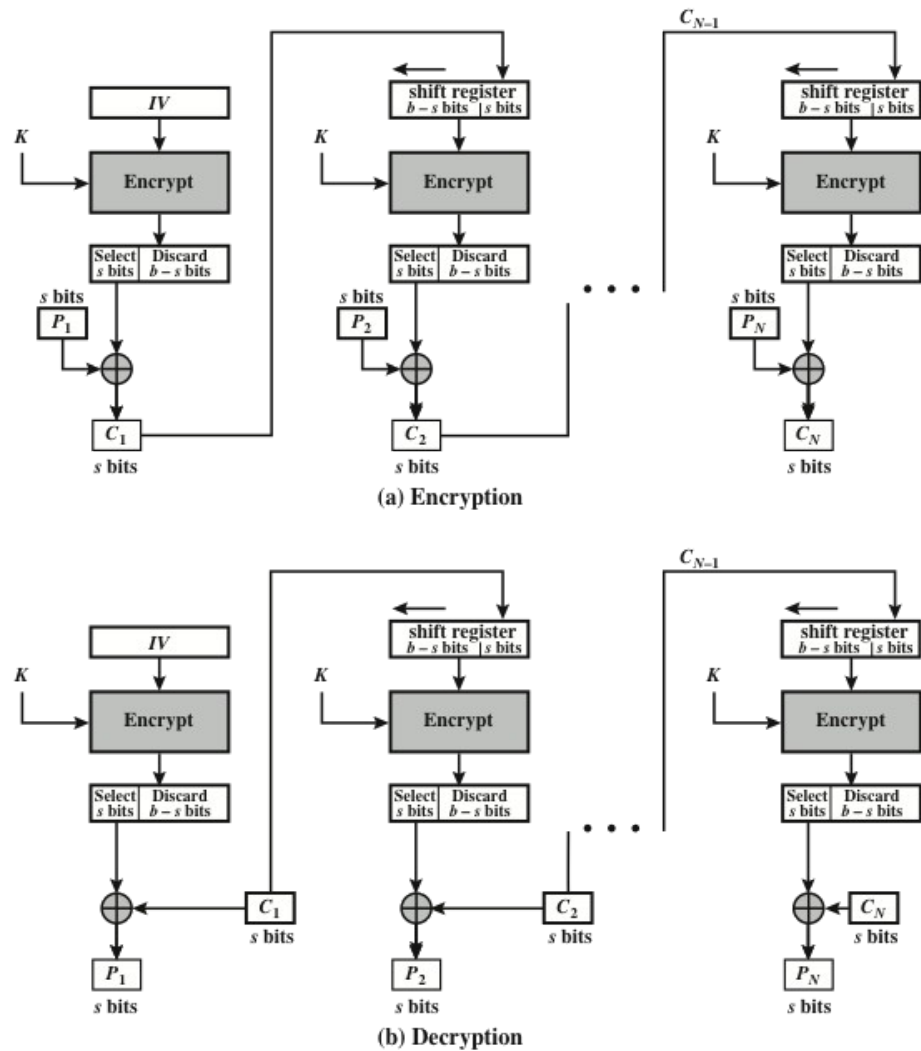 C_{N-1}
shift register shift register
IV b – s bits | s bits b – s bits | s bits
K K K
Encrypt Encrypt Encrypt
Select Discard Select Discard Select Discard
s bits b – s bits s bits b – s bits s bits b – s bits
s bits s bits s bits
P_1 P_2 P_N
C_1 C_2 C_N
s bits s bits s bits
(a) Encryption
C_{N-1}
shift register shift register
IV b – s bits | s bits b – s bits | s bits
K K K
Encrypt Encrypt Encrypt
Select Discard Select Discard Select Discard
s bits b – s bits s bits b – s bits s bits b – s bits
C_1 C_2 C_N
s bits s bits s bits
P_1 P_2 P_N
s bits s bits s bits
(b) Decryption